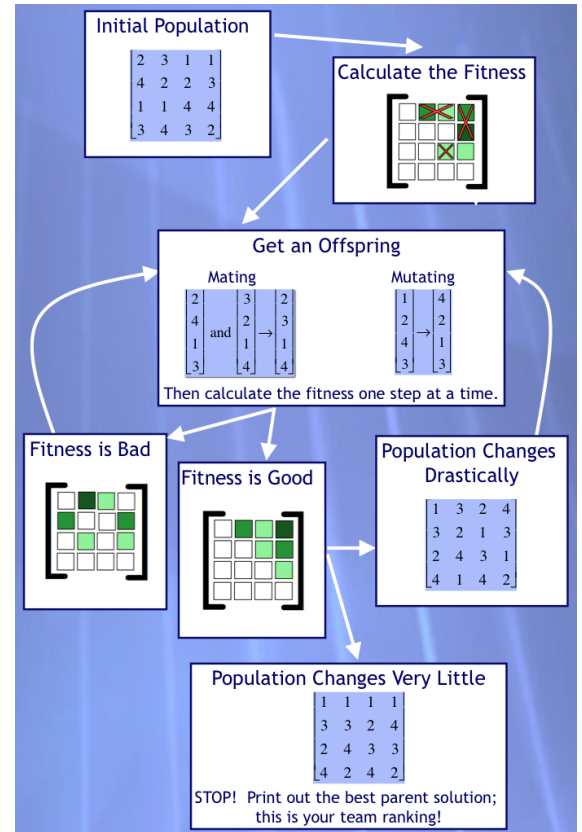 Initial Population
2 3 1 1
4 2 2 3
1 1 4 4
3 4 3 2
Calculate the Fitness
Get an Offspring
Mating
2 3 2
4 2 3
1 and 1 → 1
3 4 4
Mutating
1 4
2 → 2
4 1
3 3
Then calculate the fitness one step at a time.
Fitness is Bad
Fitness is Good
Population Changes
Drastically
1 3 2 4
3 2 1 3
2 4 3 1
4 1 4 2
Population Changes Very Little
1 1 1 1
3 3 2 4
2 4 3 3
4 2 4 2
STOP! Print out the best parent solution;
this is your team ranking!